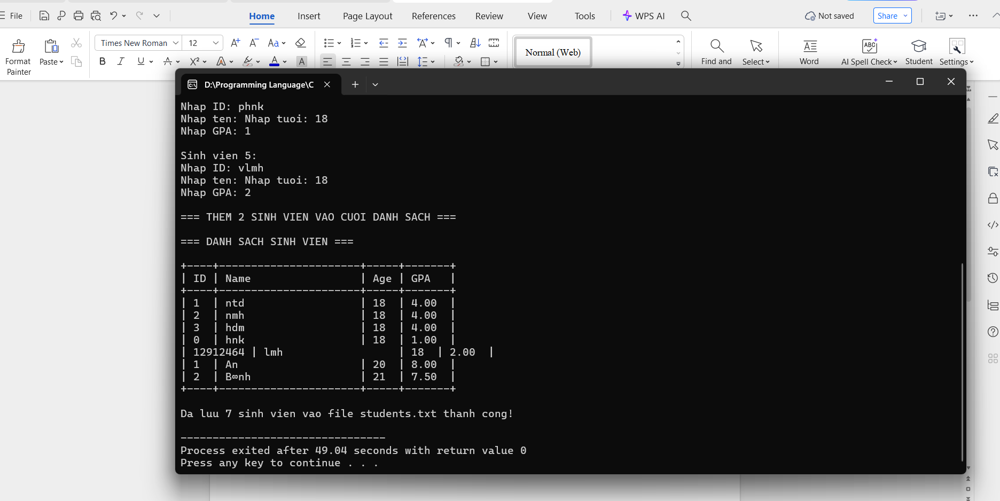 File
Home
Insert
Page Layout
References
Review
View
Tools
WPS AI
Not saved
Share
Format
Painter
Paste
Times New Roman
12
Normal (Web)
Find and
Select
Word
AI Spell Check
Student
Settings
D:\Programming Language\C
Nhap ID: phnk
Nhap ten: Nhap tuoi: 18
Nhap GPA: 1
Sinh vien 5:
Nhap ID: vlmh
Nhap ten: Nhap tuoi: 18
Nhap GPA: 2
=== THEM 2 SINH VIEN VAO CUOI DANH SACH ===
=== DANH SACH SINH VIEN ===
+----+----------------------+-----+-------+
| ID | Name                 | Age | GPA   |
+----+----------------------+-----+-------+
| 1  | ntd                  | 18  | 4.00  |
| 2  | nmh                  | 18  | 4.00  |
| 3  | hdm                  | 18  | 4.00  |
| 0  | hnk                  | 18  | 1.00  |
| 12912464 | lmh                  | 18  | 2.00  |
| 1  | An                   | 20  | 8.00  |
| 2  | B∞nh                 | 21  | 7.50  |
+----+----------------------+-----+-------+
Da luu 7 sinh vien vao file students.txt thanh cong!
--------------------------------
Process exited after 49.04 seconds with return value 0
Press any key to continue . . .